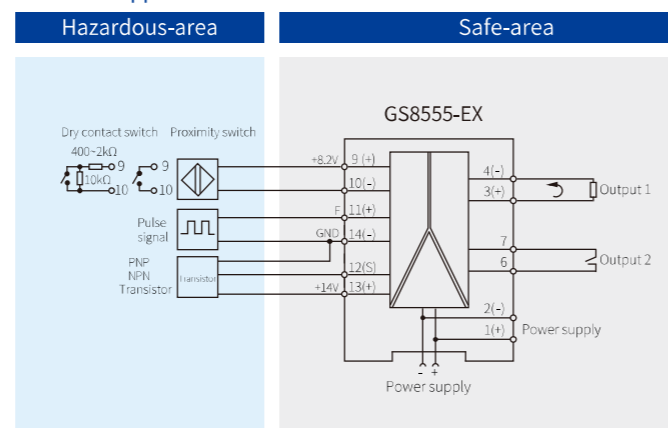 Hazardous-area
Safe-area
GS8555-EX
Dry contact switch
Proximity switch
400~2kΩ
9
9
10kΩ
10
10
+8.2V
9 (+)
10(-)
4(-)
3(+)
Output 1
Pulse
signal
F
11(+)
GND
14(-)
7
6
Output 2
PNP
NPN
Transistor
Transistor
12(S)
+14V
13(+)
2(-)
1(+)
Power supply
- +
Power supply